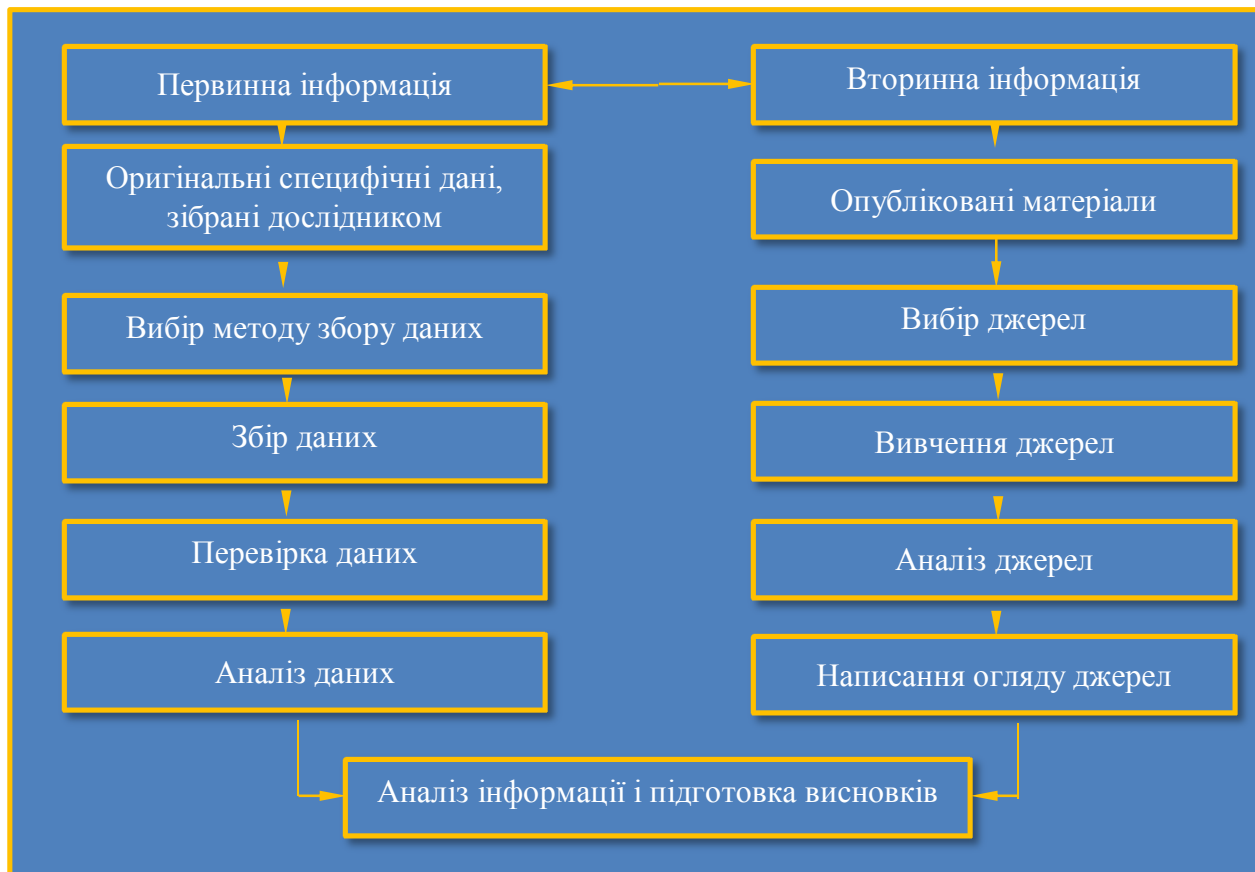 Первинна інформація
Оригінальні специфічні дані,
зібрані дослідником
Вибір методу збору даних
Збір даних
Перевірка даних
Аналіз даних
Вторинна інформація
Опубліковані матеріали
Вибір джерел
Вивчення джерел
Аналіз джерел
Написання огляду джерел
Аналіз інформації і підготовка висновків